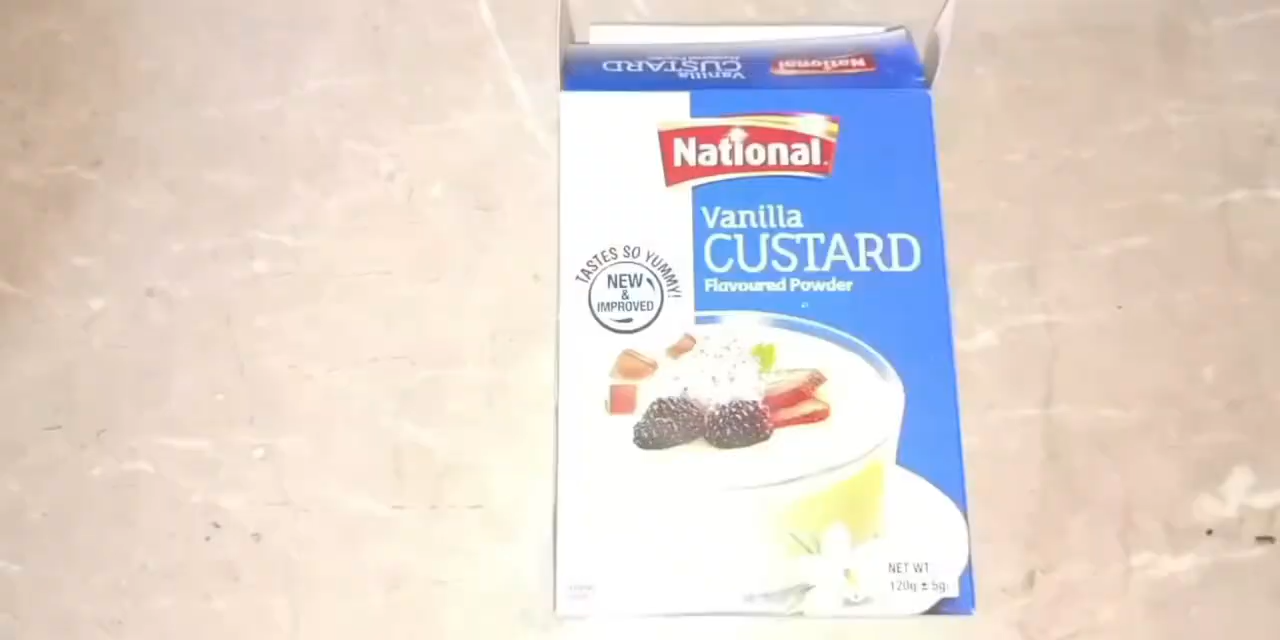 Vanilla
CUSTARD
National
National
Vanilla
CUSTARD
Flavoured Powder
TASTES SO YUMMY!
NEW
&
IMPROVED
NET WT:
120g ± 5g